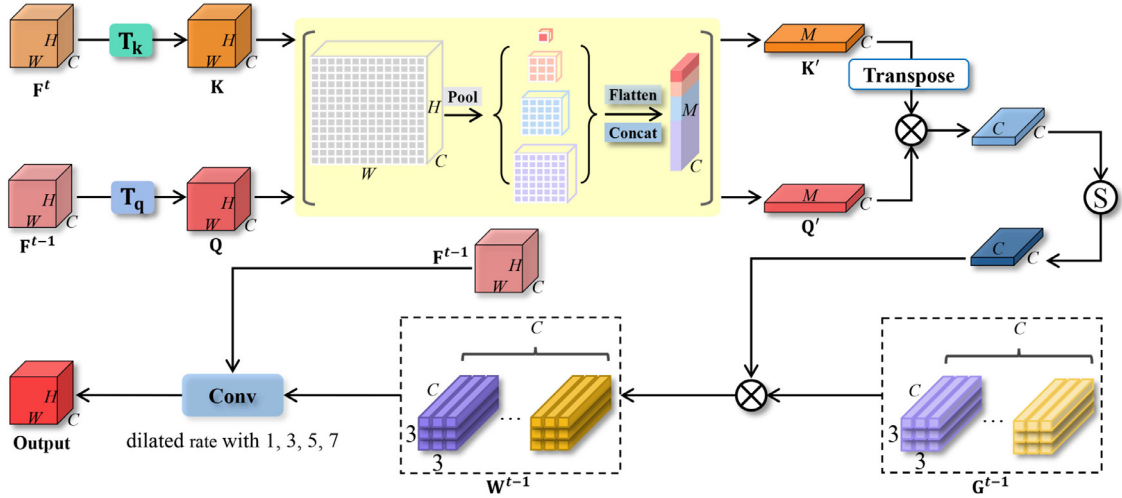 H
W
C
F^t
T_k
H
W
C
K
Pool
H
W
C
Flatten
Concat
M
C
M
C
K′
Transpose
C
C
S
H
W
C
F^{t−1}
T_q
H
W
C
Q
M
C
Q′
C
C
F^{t−1}
H
W
C
H
W
C
Output
Conv
dilated rate with 1, 3, 5, 7
C
C
...
3
3
W^{t−1}
C
C
...
3
3
G^{t−1}